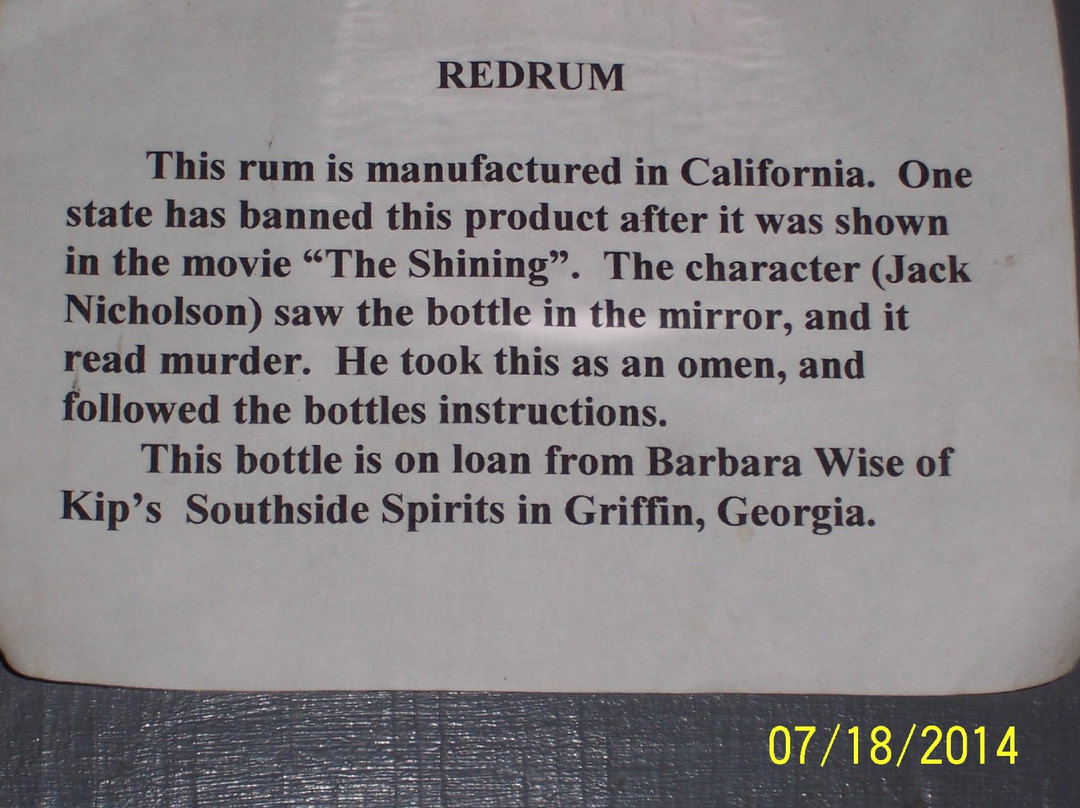 REDRUM
This rum is manufactured in California. One
state has banned this product after it was shown
in the movie “The Shining”. The character (Jack
Nicholson) saw the bottle in the mirror, and it
read murder. He took this as an omen, and
followed the bottles instructions.
This bottle is on loan from Barbara Wise of
Kip’s Southside Spirits in Griffin, Georgia.
07/18/2014